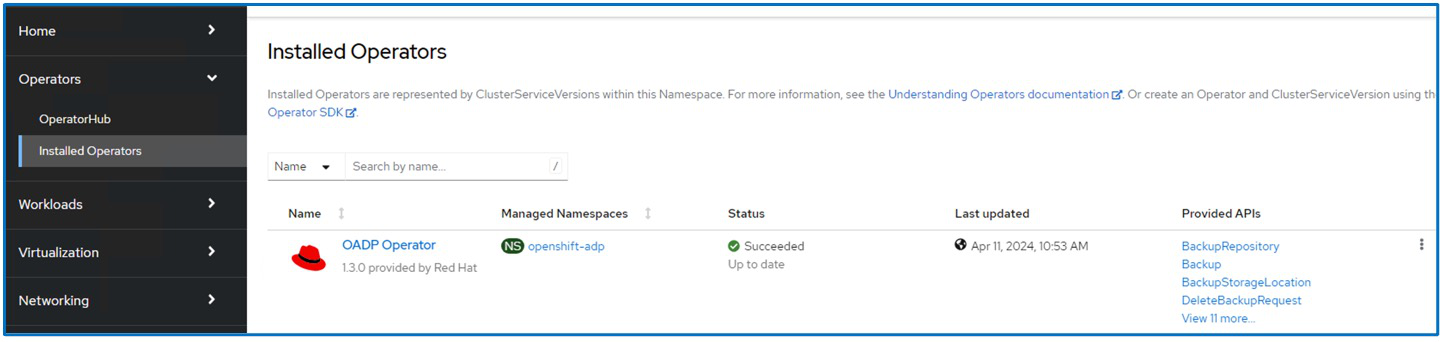 Home
Operators
OperatorHub
Installed Operators
Workloads
Virtualization
Networking
Installed Operators
Installed Operators are represented by ClusterServiceVersions within this Namespace. For more information, see the Understanding Operators documentation. Or create an Operator and ClusterServiceVersion using the
Operator SDK.
Name Search by name... /
Name Managed Namespaces Status Last updated Provided APIs
OADP Operator NS openshift-adp Succeeded Apr 11, 2024, 10:53 AM BackupRepository
1.3.0 provided by Red Hat Up to date Backup
BackupStorageLocation
DeleteBackupRequest
View 11 more...